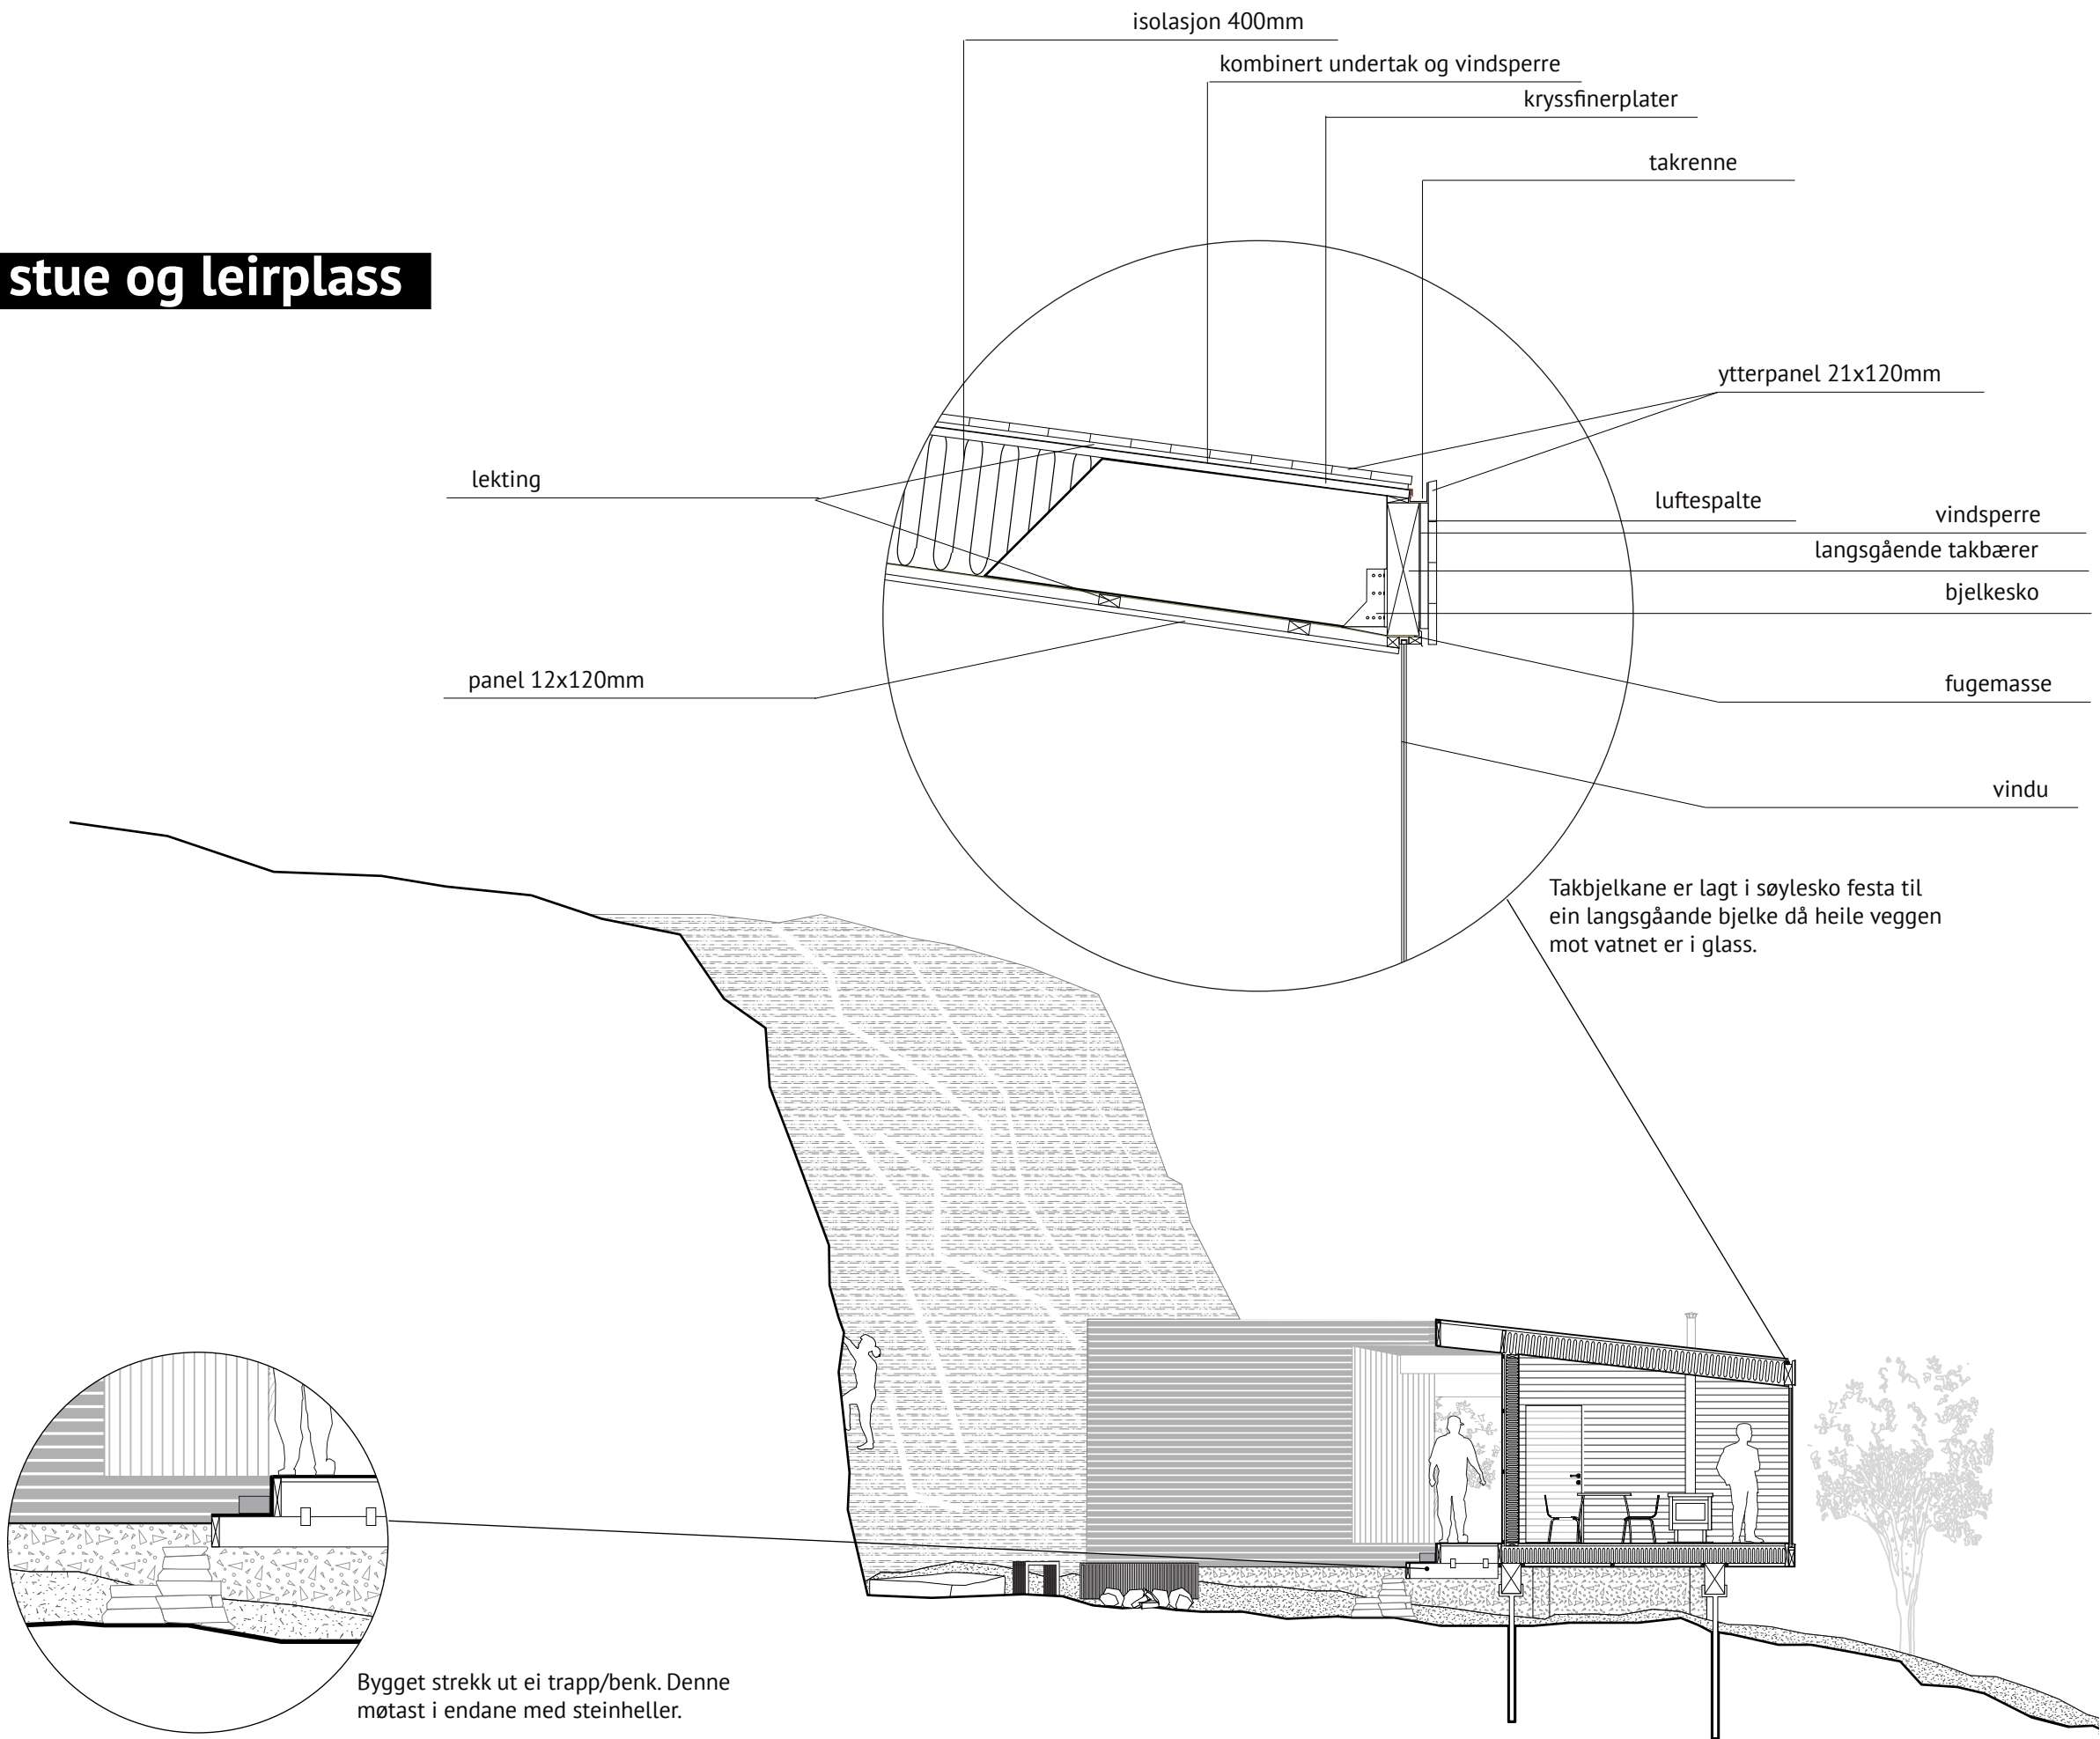 isolasjon 400mm
kombinert undertak og vindsperre
kryssfinerplater
takrenne
stue og leirplass
ytterpanel 21x120mm
lekting
luftespalte
vindsperre
langsgående takbærer
bjelkesko
panel 12x120mm
fugemasse
vindu
Takbjelkane er lagt i søylesko festa til
ein langsgåande bjelke då heile veggen
mot vatnet er i glass.
Bygget strekk ut ei trapp/benk. Denne
møtast i endane med steinheller.